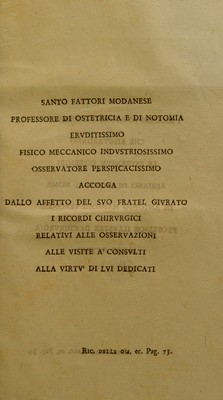 SANTO FATTORI MODANESE
PROFESSORE DI OSTETRICIA E DI NOTOMIA
ERVDITISSIMO
FISICO MECCANICO INDVSTRIOSISSIMO
OSSERVATORE PERSPICACISSIMO
ACCOLGA
DALLO AFFETTO DEL SVO FRATEL GIVRATO
I RICORDI CHIRVRGICI
RELATIVI ALLE OSSERVAZIONI
ALLE VISITE A' CONSVLTI
ALLA VIRTV' DI LVI DEDICATI
RIC. DELLE er. Pag. 73.